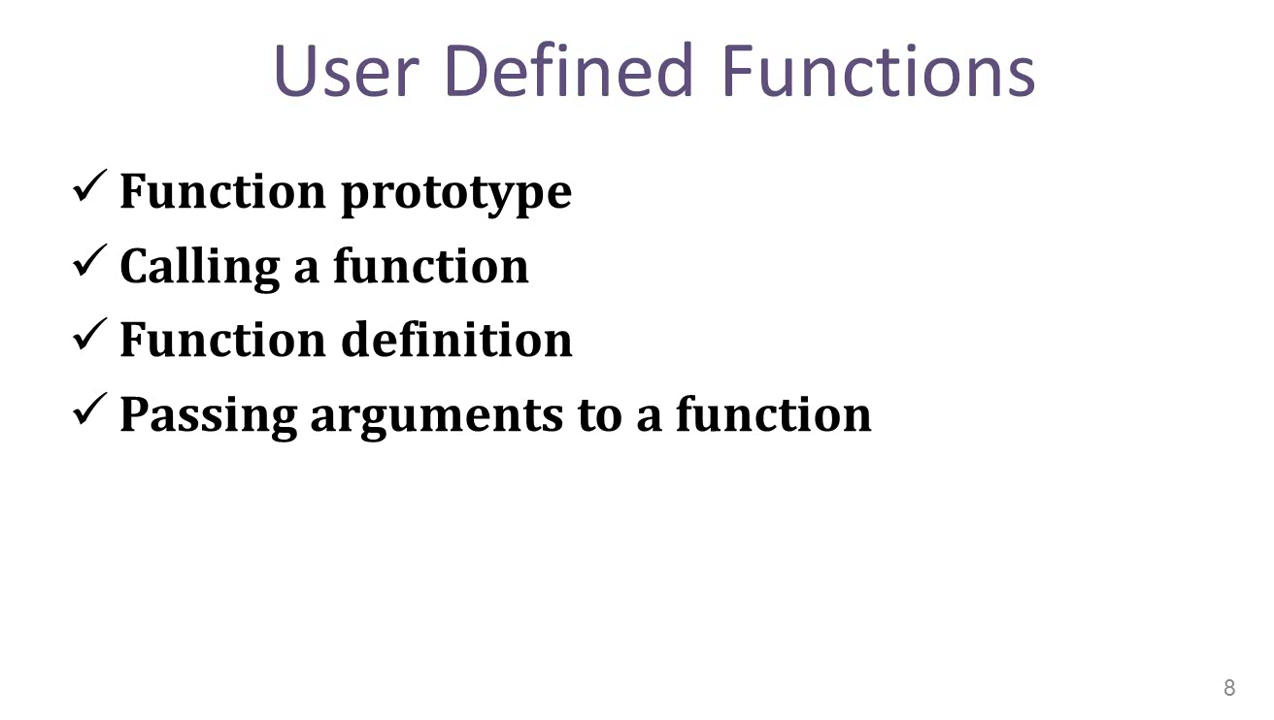 User Defined Functions
✓ Function prototype
✓ Calling a function
✓ Function definition
✓ Passing arguments to a function
8